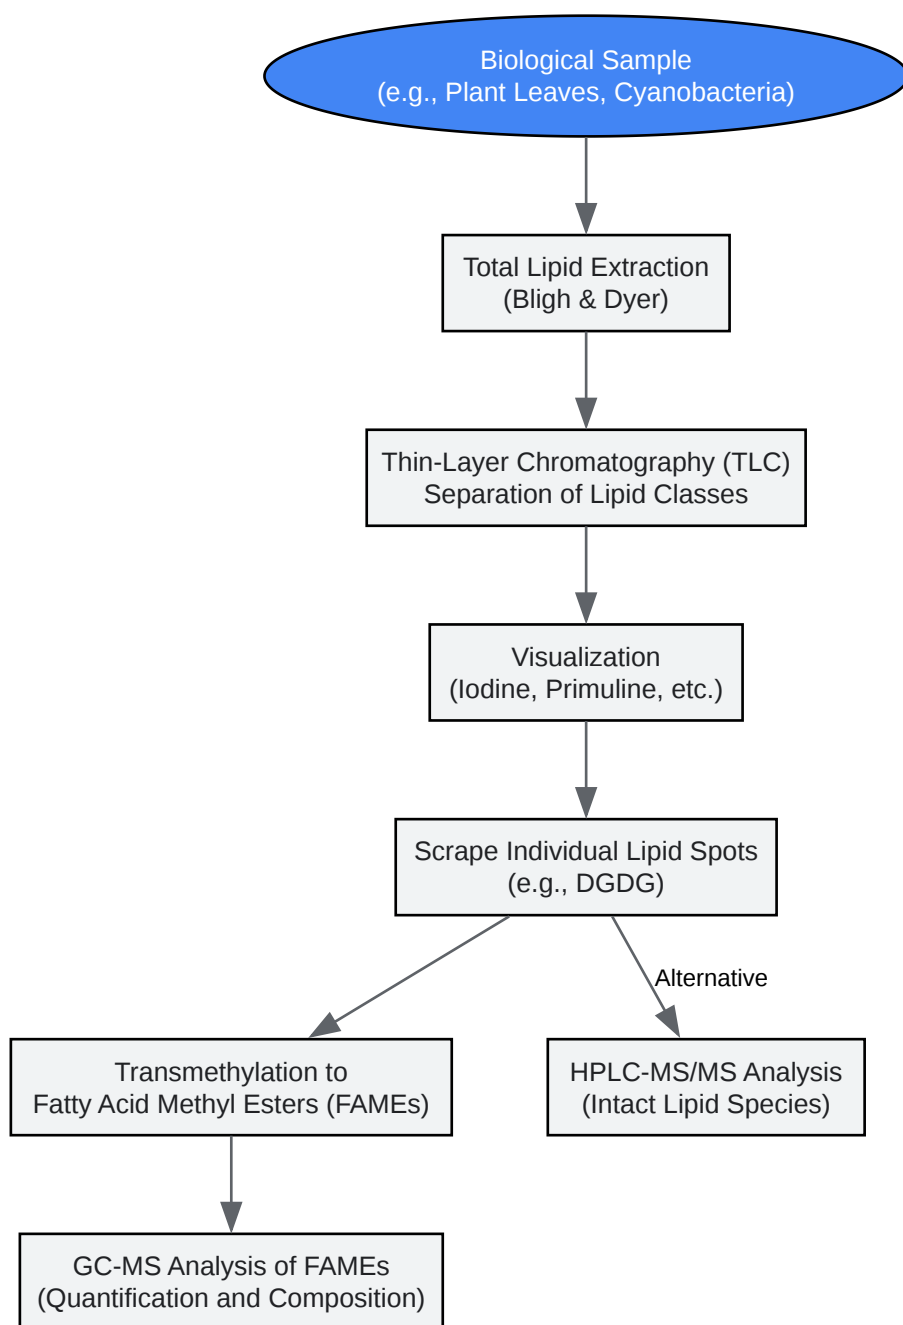 Biological Sample
(e.g., Plant Leaves, Cyanobacteria)
Total Lipid Extraction
(Bligh & Dyer)
Thin-Layer Chromatography (TLC)
Separation of Lipid Classes
Visualization
(Iodine, Primuline, etc.)
Scrape Individual Lipid Spots
(e.g., DGDG)
Alternative
Transmethylation to
Fatty Acid Methyl Esters (FAMEs)
HPLC-MS/MS Analysis
(Intact Lipid Species)
GC-MS Analysis of FAMEs
(Quantification and Composition)